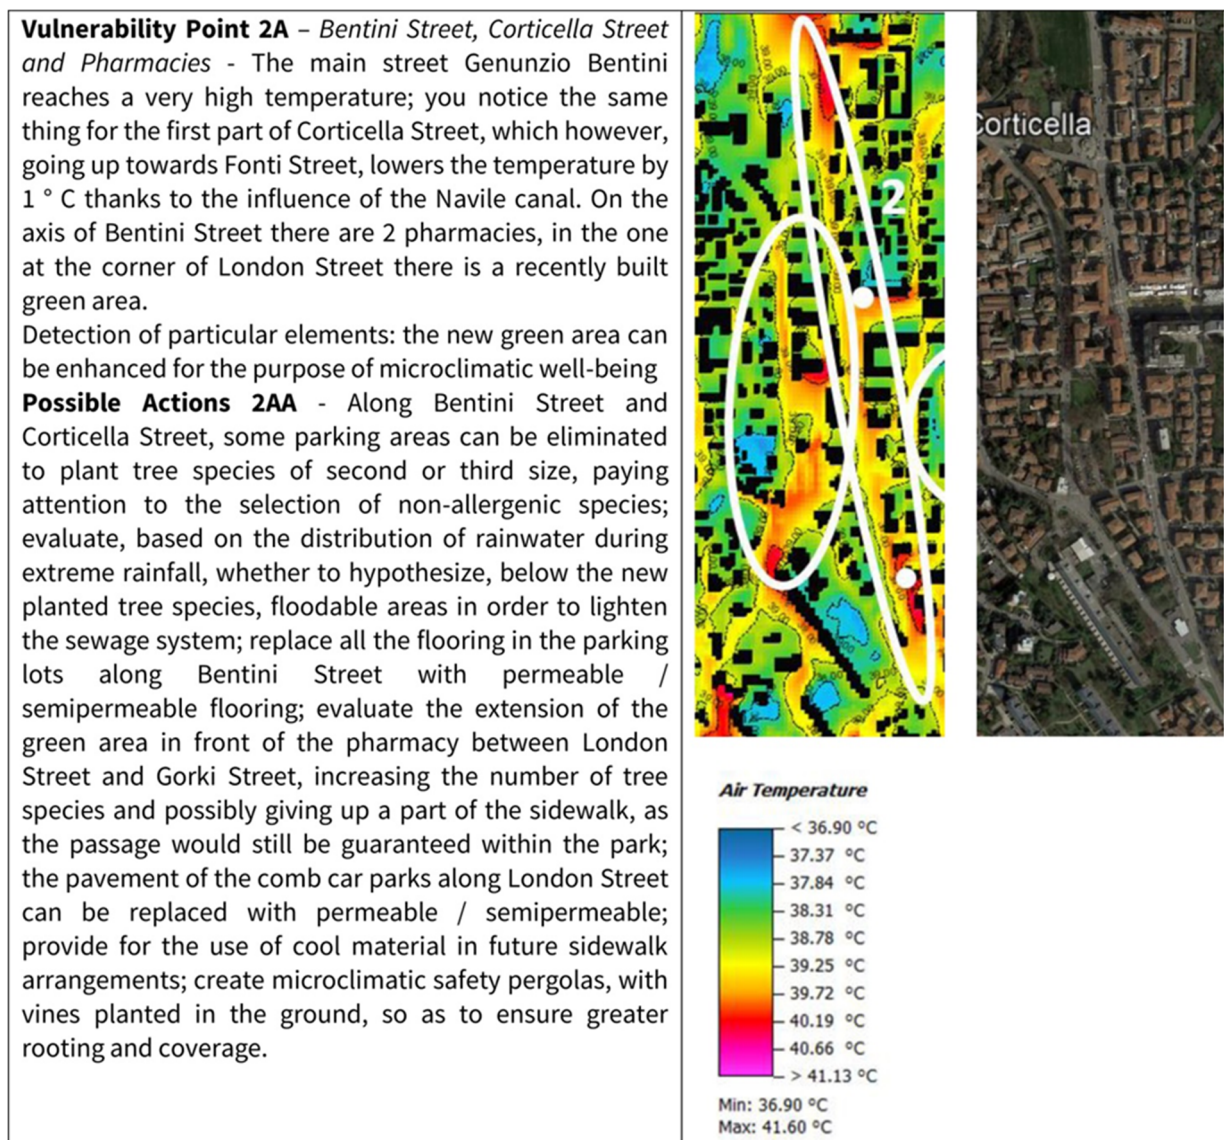 Vulnerability Point 2A – Bentini Street, Corticella Street
and Pharmacies - The main street Genunzio Bentini
reaches a very high temperature; you notice the same
thing for the first part of Corticella Street, which however,
going up towards Fonti Street, lowers the temperature by
1 ° C thanks to the influence of the Navile canal. On the
axis of Bentini Street there are 2 pharmacies, in the one
at the corner of London Street there is a recently built
green area.
Detection of particular elements: the new green area can
be enhanced for the purpose of microclimatic well-being
Possible Actions 2AA - Along Bentini Street and
Corticella Street, some parking areas can be eliminated
to plant tree species of second or third size, paying
attention to the selection of non-allergenic species;
evaluate, based on the distribution of rainwater during
extreme rainfall, whether to hypothesize, below the new
planted tree species, floodable areas in order to lighten
the sewage system; replace all the flooring in the parking
lots along Bentini Street with permeable /
semipermeable flooring; evaluate the extension of the
green area in front of the pharmacy between London
Street and Gorki Street, increasing the number of tree
species and possibly giving up a part of the sidewalk, as
the passage would still be guaranteed within the park;
the pavement of the comb car parks along London Street
can be replaced with permeable / semipermeable;
provide for the use of cool material in future sidewalk
arrangements; create microclimatic safety pergolas, with
vines planted in the ground, so as to ensure greater
rooting and coverage.
2
Corticella
Air Temperature
< 36.90 °C
37.37 °C
37.84 °C
38.31 °C
38.78 °C
39.25 °C
39.72 °C
40.19 °C
40.66 °C
> 41.13 °C
Min: 36.90 °C
Max: 41.60 °C